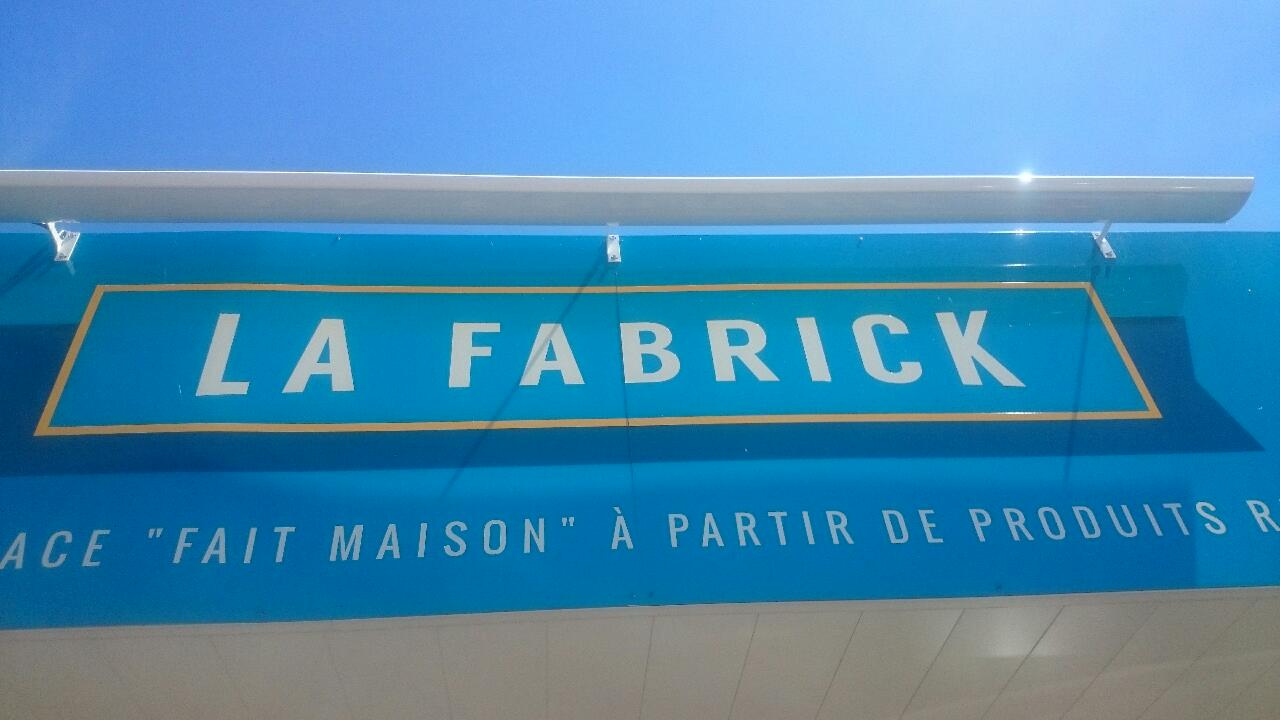 LA FABRICK
ACE "FAIT MAISON" À PARTIR DE PRODUITS R